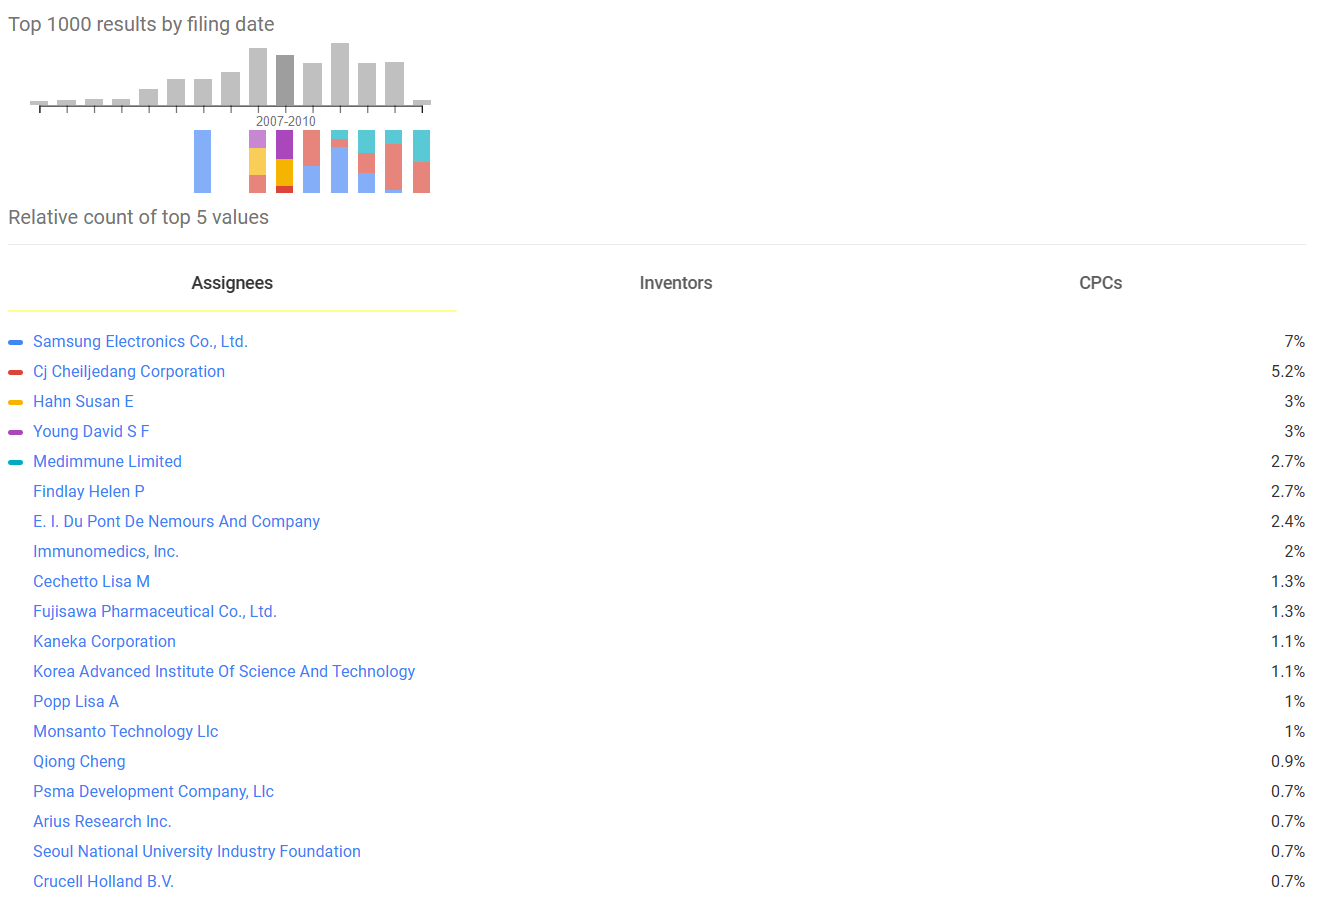 Top 1000 results by filing date
2007-2010
Relative count of top 5 values
Assignees Inventors CPCs
Samsung Electronics Co., Ltd. 7%
Cj Cheiljedang Corporation 5.2%
Hahn Susan E 3%
Young David S F 3%
Medimmune Limited 2.7%
Findlay Helen P 2.7%
E. I. Du Pont De Nemours And Company 2.4%
Immunomedics, Inc. 2%
Cechetto Lisa M 1.3%
Fujisawa Pharmaceutical Co., Ltd. 1.3%
Kaneka Corporation 1.1%
Korea Advanced Institute Of Science And Technology 1.1%
Popp Lisa A 1%
Monsanto Technology Llc 1%
Qiong Cheng 0.9%
Psma Development Company, Llc 0.7%
Arius Research Inc. 0.7%
Seoul National University Industry Foundation 0.7%
Crucell Holland B.V. 0.7%